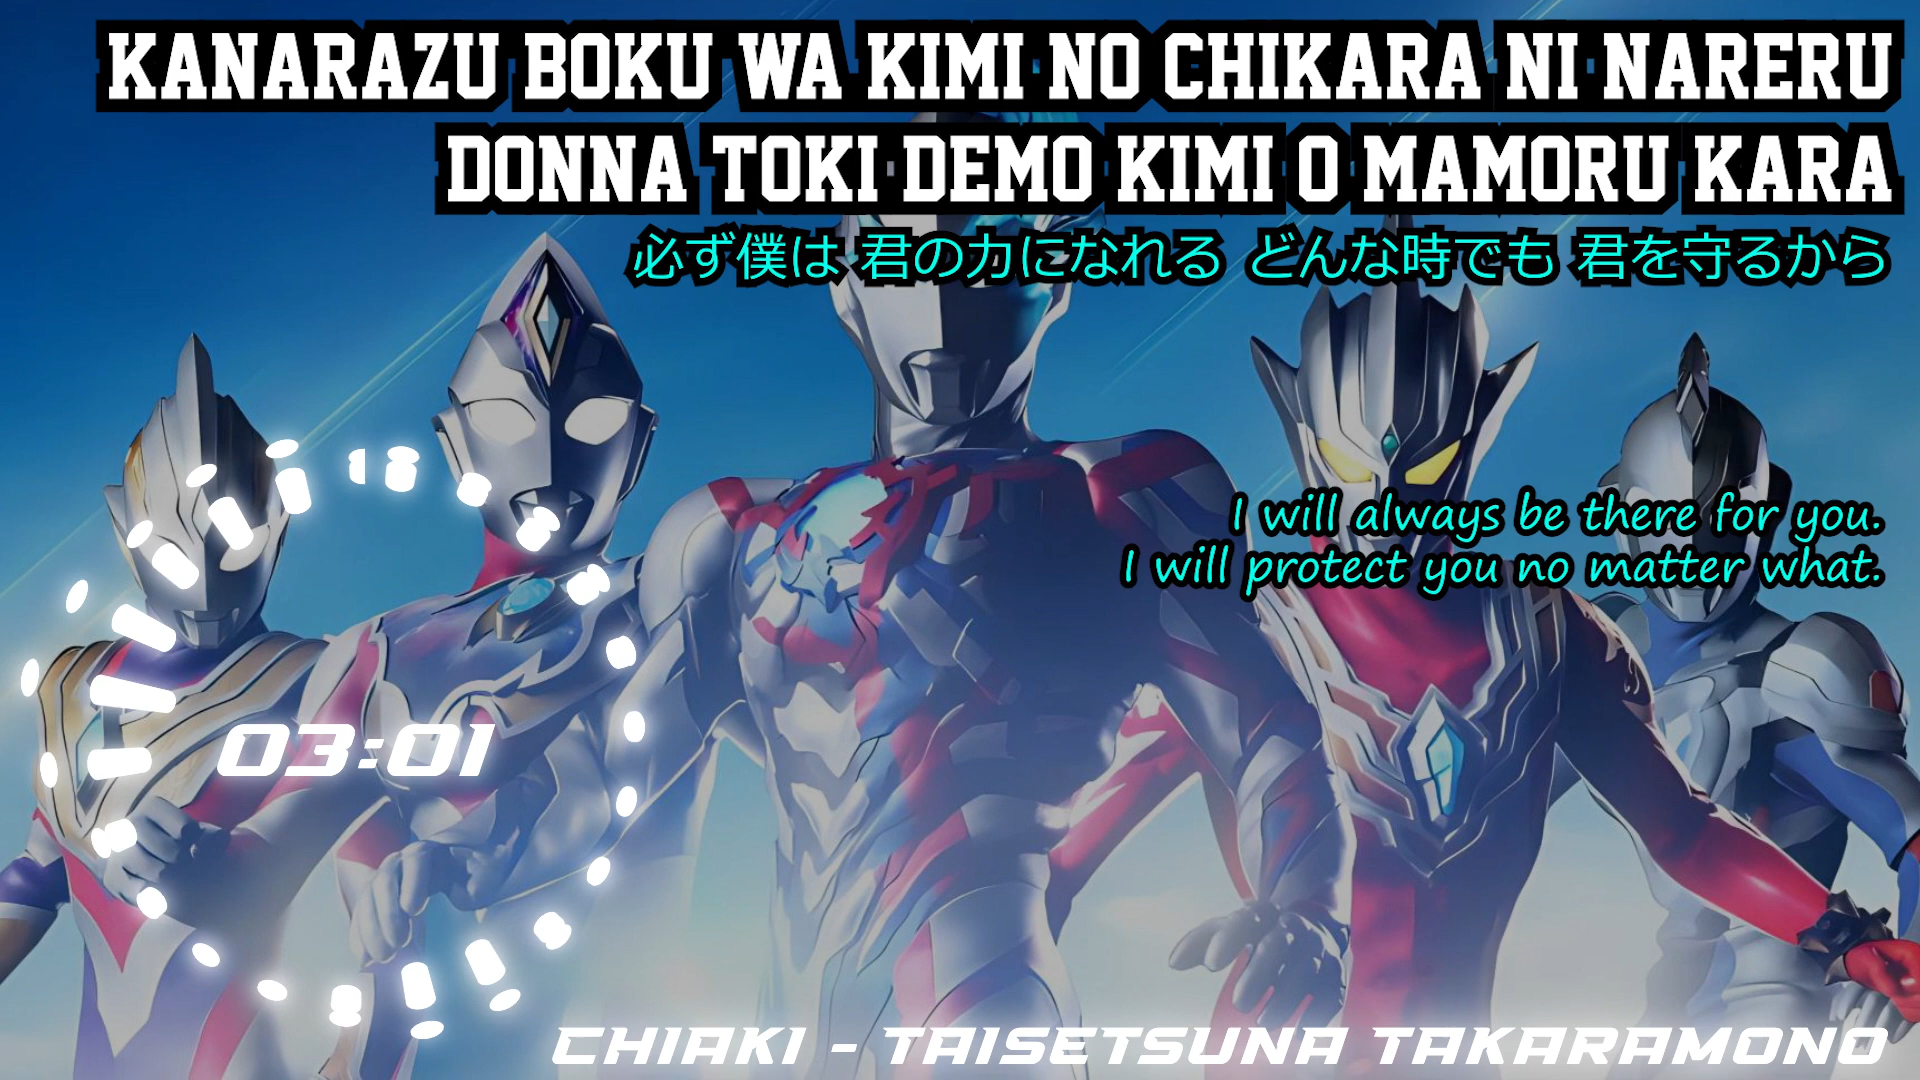 KANARAZU BOKU WA KIMI NO CHIKARA NI NARERU
DONNA TOKI DEMO KIMI O MAMORU KARA
必ず僕は 君の力になれる どんな時でも 君を守るから
I will always be there for you.
I will protect you no matter what.
03:01
CHIAKI - TAISETSUNA TAKARAMONO